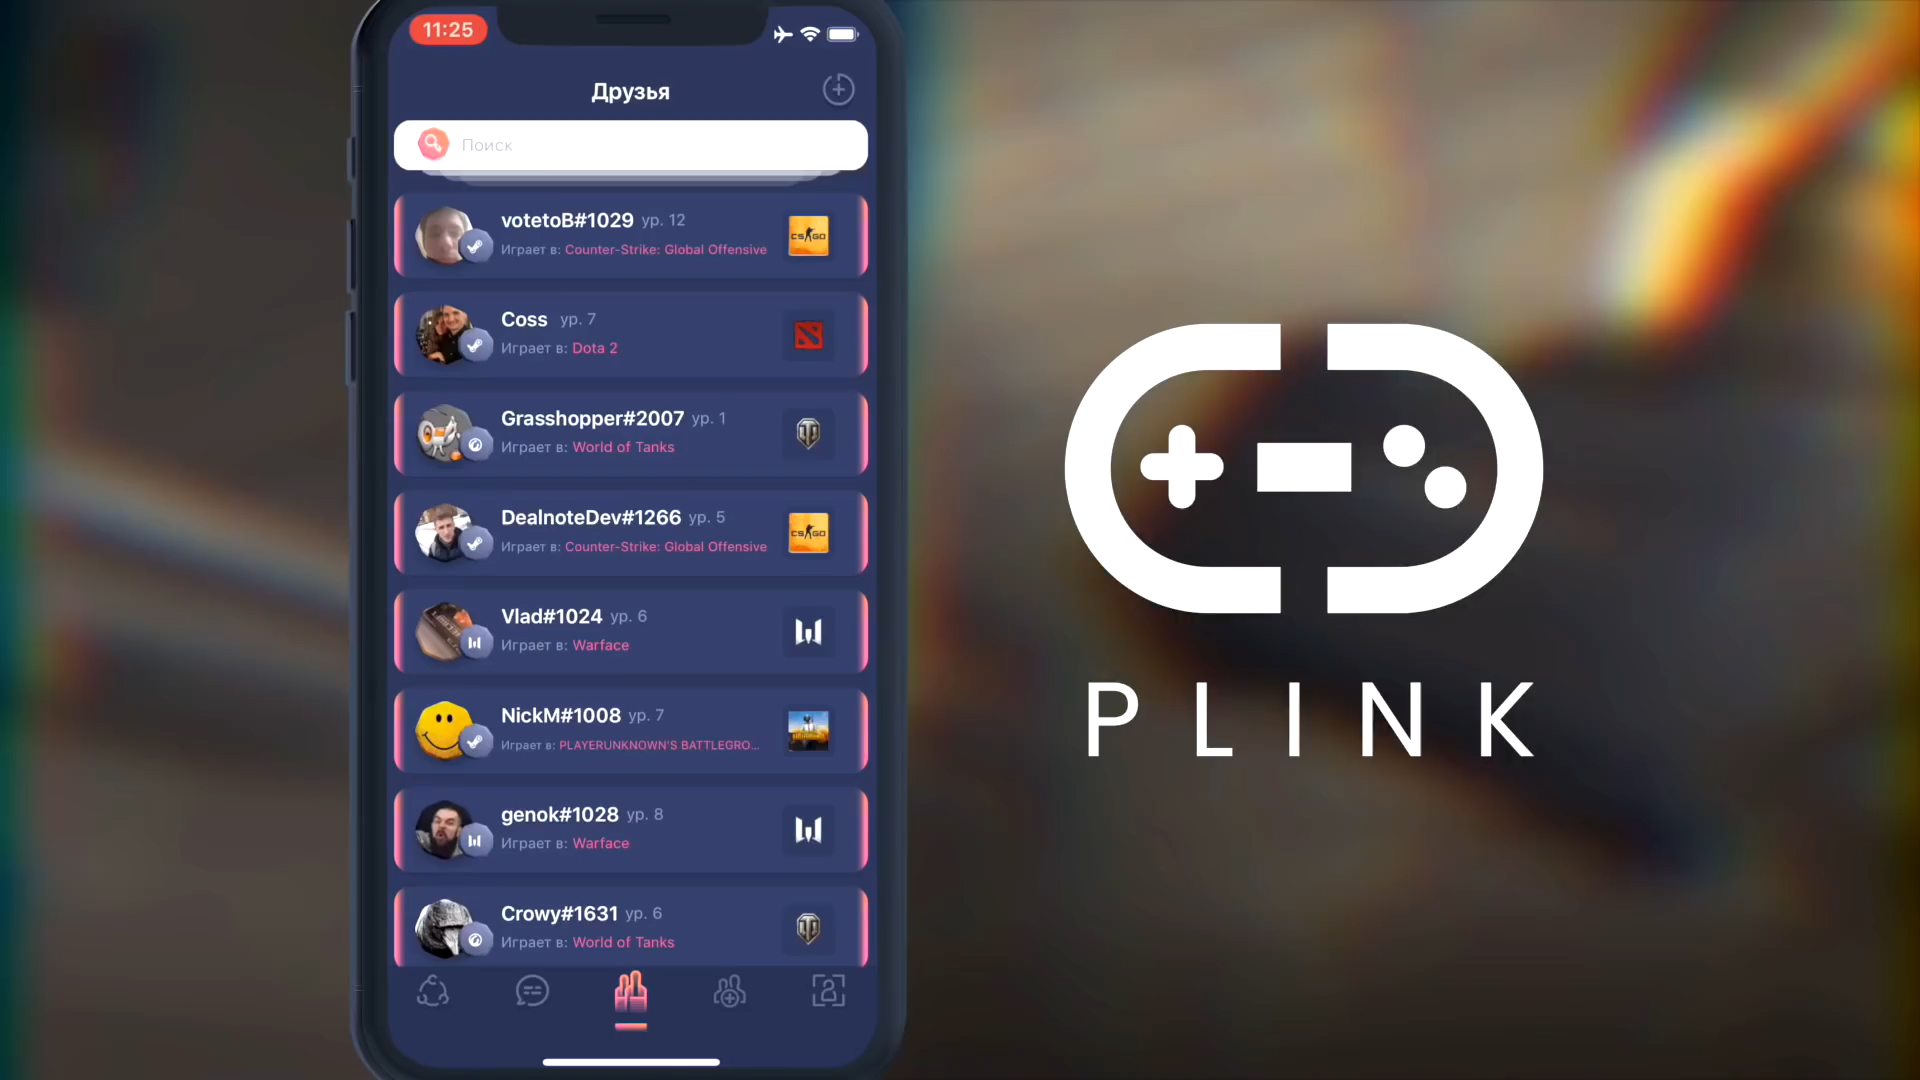 11:25
Друзья
Поиск
votetoB#1029 ур. 12
Играет в: Counter-Strike: Global Offensive
CS GO
Coss ур. 7
Играет в: Dota 2
Grasshopper#2007 ур. 1
Играет в: World of Tanks
DealnoteDev#1266 ур. 5
Играет в: Counter-Strike: Global Offensive
CS GO
Vlad#1024 ур. 6
Играет в: Warface
NickM#1008 ур. 7
Играет в: PLAYERUNKNOWN'S BATTLEGRO...
genok#1028 ур. 8
Играет в: Warface
Crowy#1631 ур. 6
Играет в: World of Tanks
PLINK